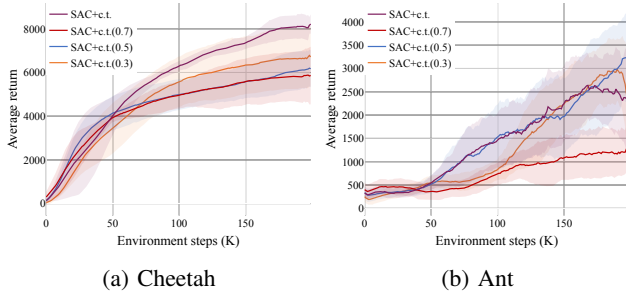 SAC+c.t.
SAC+c.t.(0.7)
SAC+c.t.(0.5)
SAC+c.t.(0.3)
8000
6000
4000
2000
0
Average return
0 50 100 150
Environment steps (K)
(a) Cheetah
SAC+c.t.
SAC+c.t.(0.7)
SAC+c.t.(0.5)
SAC+c.t.(0.3)
4000
3500
3000
2500
2000
1500
1000
500
0
Average return
0 50 100 150
Environment steps (K)
(b) Ant